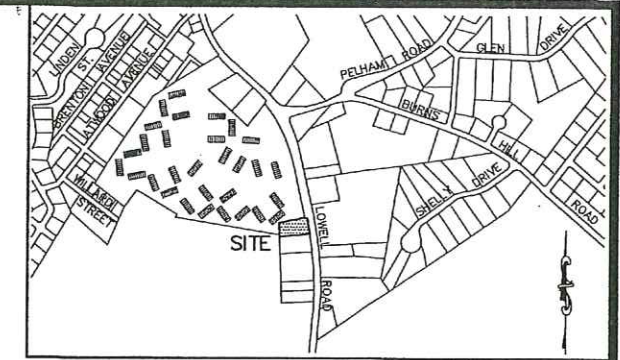 LINDEN
ST.
BRENTON AVENUE
ATWOOD AVENUE
WILLARD
STREET
PELHAM ROAD
GLEN DRIVE
BURNS HILL ROAD
SHELLY DRIVE
LOWELL ROAD
SITE